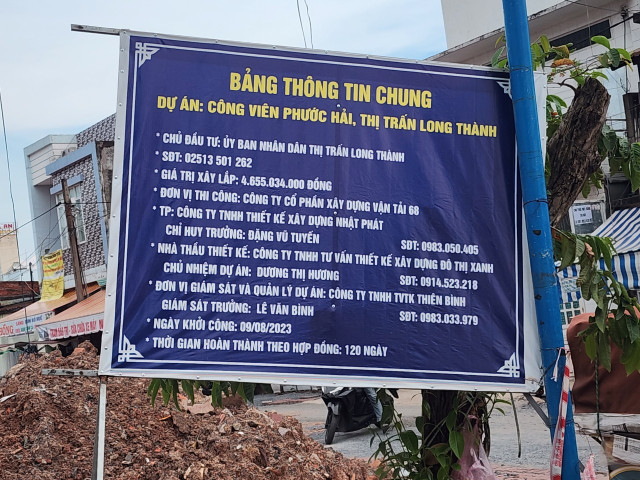 BẢNG THÔNG TIN CHUNG
DỰ ÁN: CÔNG VIÊN PHƯỚC HẢI, THỊ TRẤN LONG THÀNH
* CHỦ ĐẦU TƯ: ỦY BAN NHÂN DÂN THỊ TRẤN LONG THÀNH
* SĐT: 02513 501 262
* GIÁ TRỊ XÂY LẮP: 4.655.034.000 ĐỒNG
* ĐƠN VỊ THI CÔNG: CÔNG TY CỔ PHẦN XÂY DỰNG VẬN TẢI 68
* TP: CÔNG TY TNHH THIẾT KẾ XÂY DỰNG NHẬT PHÁT
CHỈ HUY TRƯỞNG: ĐẶNG VŨ TUYẾN SĐT: 0983.050.405
* NHÀ THẦU THIẾT KẾ: CÔNG TY TNHH TƯ VẤN THIẾT KẾ XÂY DỰNG ĐÔ THỊ XANH
CHỦ NHIỆM DỰ ÁN: DƯƠNG THỊ HƯƠNG SĐT: 0914.523.218
* ĐƠN VỊ GIÁM SÁT VÀ QUẢN LÝ DỰ ÁN: CÔNG TY TNHH TVTK THIÊN BÌNH
GIÁM SÁT TRƯỞNG: LÊ VĂN BÌNH SĐT: 0983.033.979
* NGÀY KHỞI CÔNG: 09/08/2023
* THỜI GIAN HOÀN THÀNH THEO HỢP ĐỒNG: 120 NGÀY